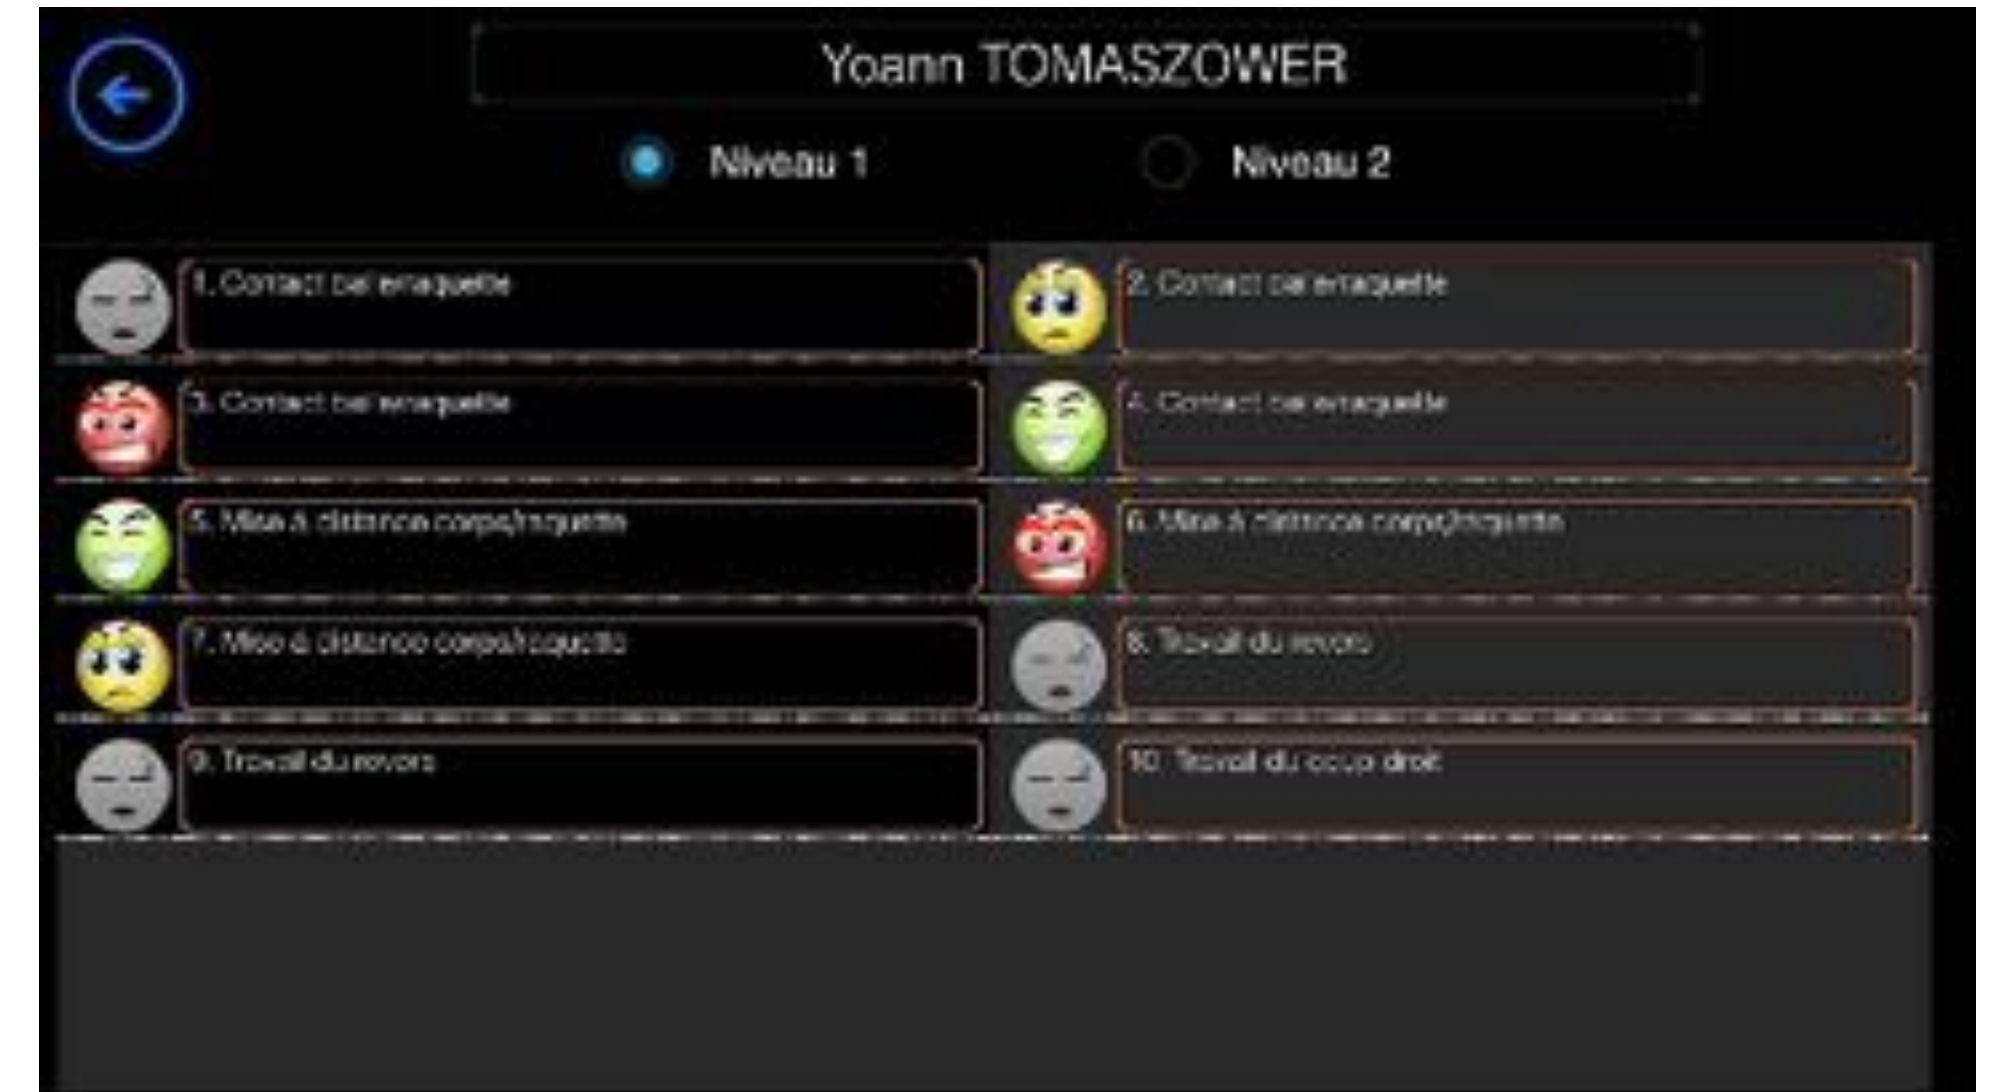 Yoann TOMASZOWER
Niveau 1
Niveau 2
1. Contact balle/raquette
2. Contact balle/raquette
3. Contact balle/raquette
4. Contact balle/raquette
5. Mise à distance corps/raquette
6. Mise à distance corps/raquette
7. Mise à distance corps/raquette
8. Travail du revers
9. Travail du revers
10. Travail du coup droit